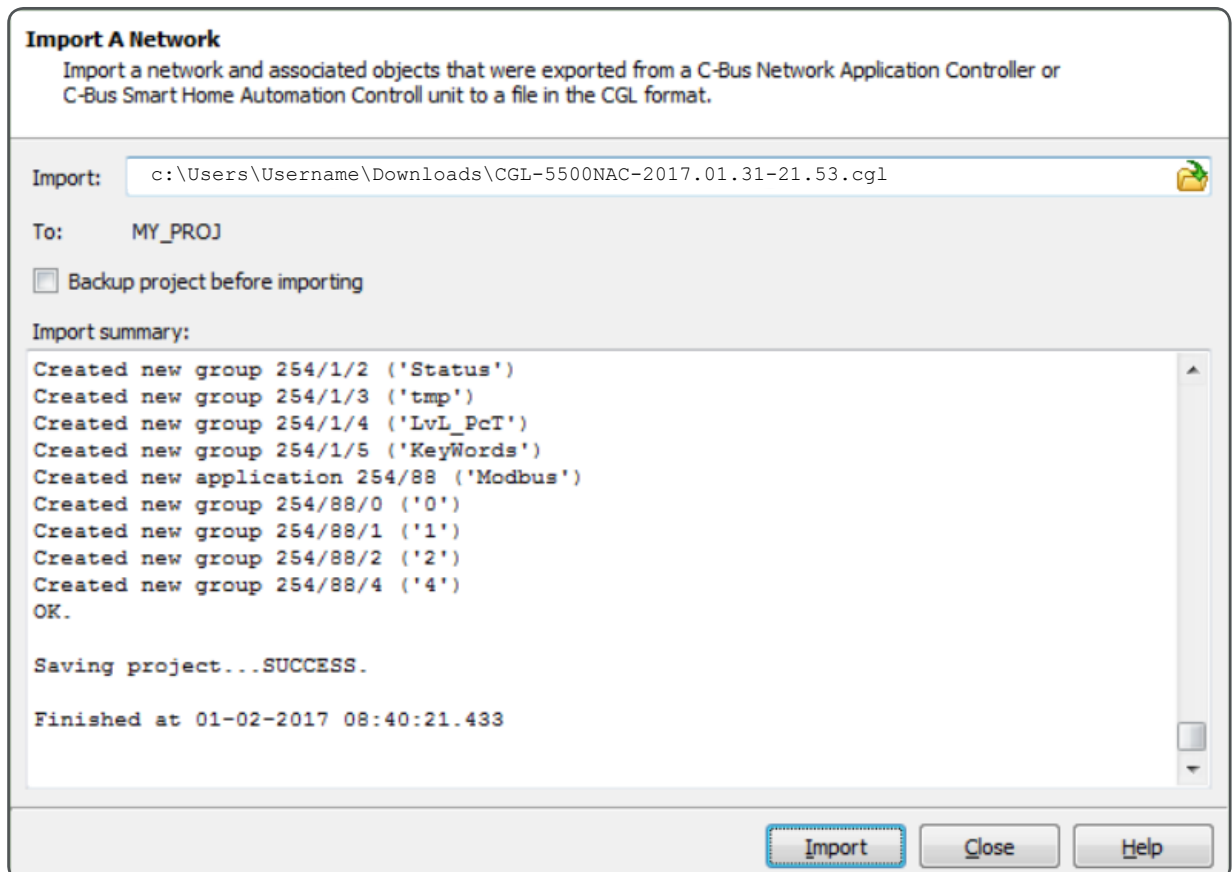 Import A Network
Import a network and associated objects that were exported from a C-Bus Network Application Controller or
C-Bus Smart Home Automation Controll unit to a file in the CGL format.
Import: c:\Users\Username\Downloads\CGL-5500NAC-2017.01.31-21.53.cgl
To: MY_PROJ
Backup project before importing
Import summary:
Created new group 254/1/2 ('Status')
Created new group 254/1/3 ('tmp')
Created new group 254/1/4 ('LvL_PcT')
Created new group 254/1/5 ('KeyWords')
Created new application 254/88 ('Modbus')
Created new group 254/88/0 ('0')
Created new group 254/88/1 ('1')
Created new group 254/88/2 ('2')
Created new group 254/88/4 ('4')
OK.
Saving project...SUCCESS.
Finished at 01-02-2017 08:40:21.433
Import Close Help